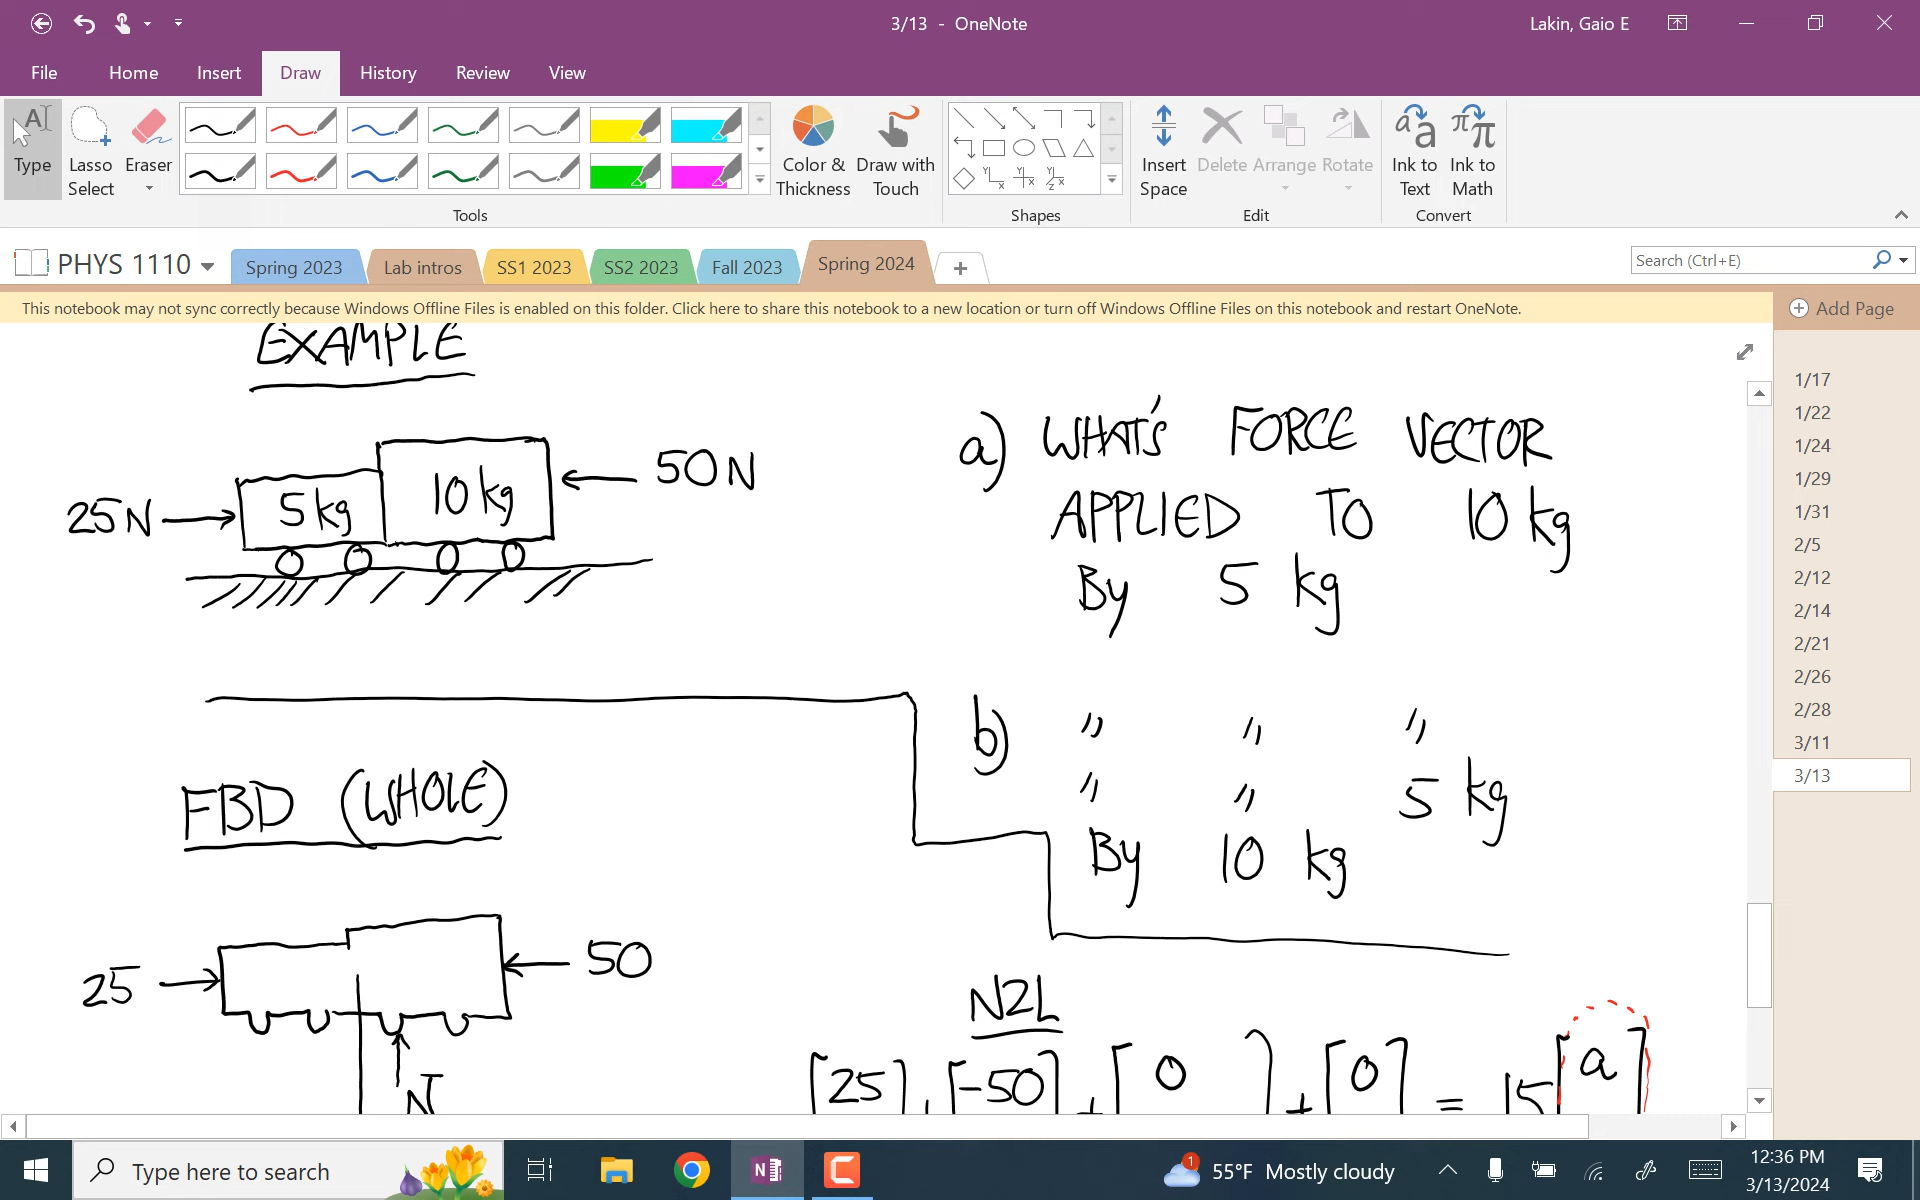 3/13 - OneNote
Lakin, Gaio E
File Home Insert Draw History Review View
Type
Lasso Select
Eraser
Color & Thickness
Draw with Touch
Insert Space
Delete
Arrange
Rotate
Ink to Text
Ink to Math
Tools
Shapes
Edit
Convert
PHYS 1110
Spring 2023
Lab intros
SS1 2023
SS2 2023
Fall 2023
Spring 2024
Search (Ctrl+E)
This notebook may not sync correctly because Windows Offline Files is enabled on this folder. Click here to share this notebook to a new location or turn off Windows Offline Files on this notebook and restart OneNote.
Add Page
1/17
1/22
1/24
1/29
1/31
2/5
2/12
2/14
2/21
2/26
2/28
3/11
3/13
EXAMPLE
25N
5 kg
10 kg
50 N
a) WHAT'S FORCE VECTOR
APPLIED TO 10 kg
By 5 kg
b) " " "
" " 5 kg
By 10 kg
FBD (WHOLE)
25
50
N
N2L
[25] + [-50] + [0] + [0] = 15 [a]
Type here to search
1
55°F Mostly cloudy
12:36 PM
3/13/2024